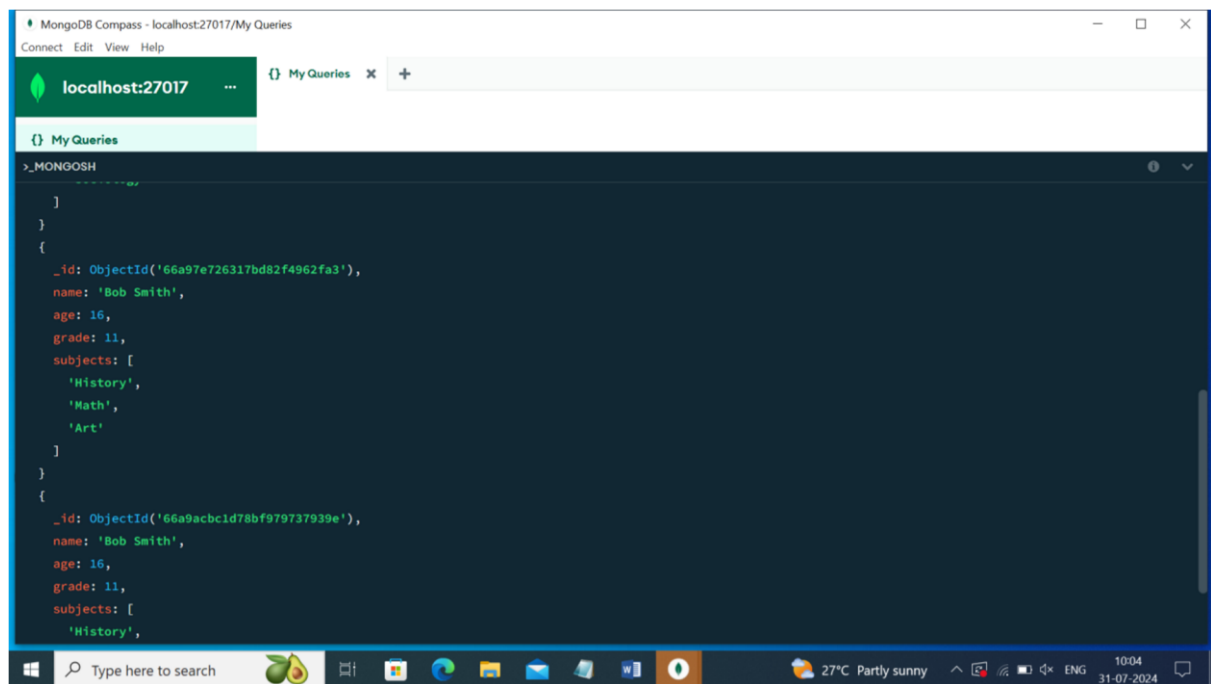 MongoDB Compass - localhost:27017/My Queries
Connect Edit View Help
localhost:27017 ...
{} My Queries
{} My Queries
>_MONGOSH
]
}
{
_id: ObjectId('66a97e726317bd82f4962fa3'),
name: 'Bob Smith',
age: 16,
grade: 11,
subjects: [
'History',
'Math',
'Art'
]
}
{
_id: ObjectId('66a9acbc1d78bf979737939e'),
name: 'Bob Smith',
age: 16,
grade: 11,
subjects: [
'History',
Type here to search
27°C Partly sunny
ENG
10:04
31-07-2024